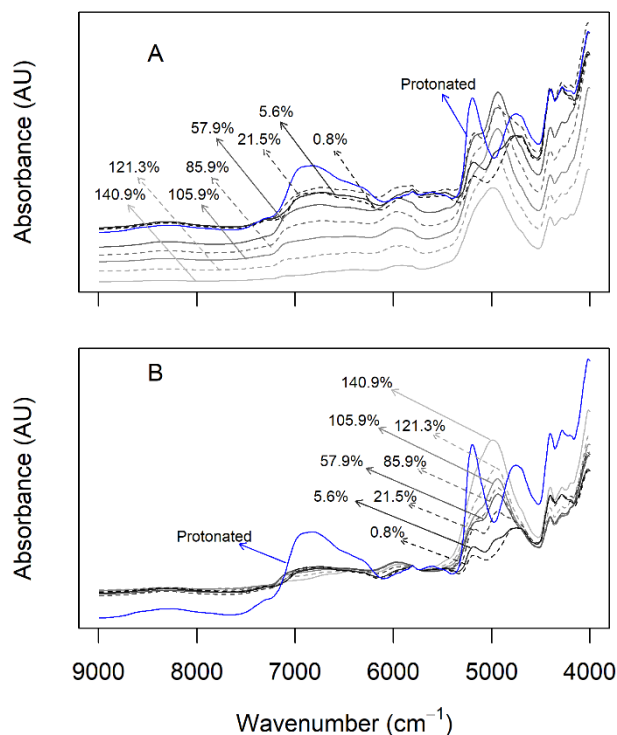 A
Absorbance (AU)
Protonated
5.6%
57.9%
21.5%
0.8%
121.3%
85.9%
140.9%
105.9%
B
Absorbance (AU)
140.9%
105.9%
121.3%
57.9%
85.9%
5.6%
21.5%
0.8%
Protonated
9000 8000 7000 6000 5000 4000
Wavenumber (cm⁻¹)